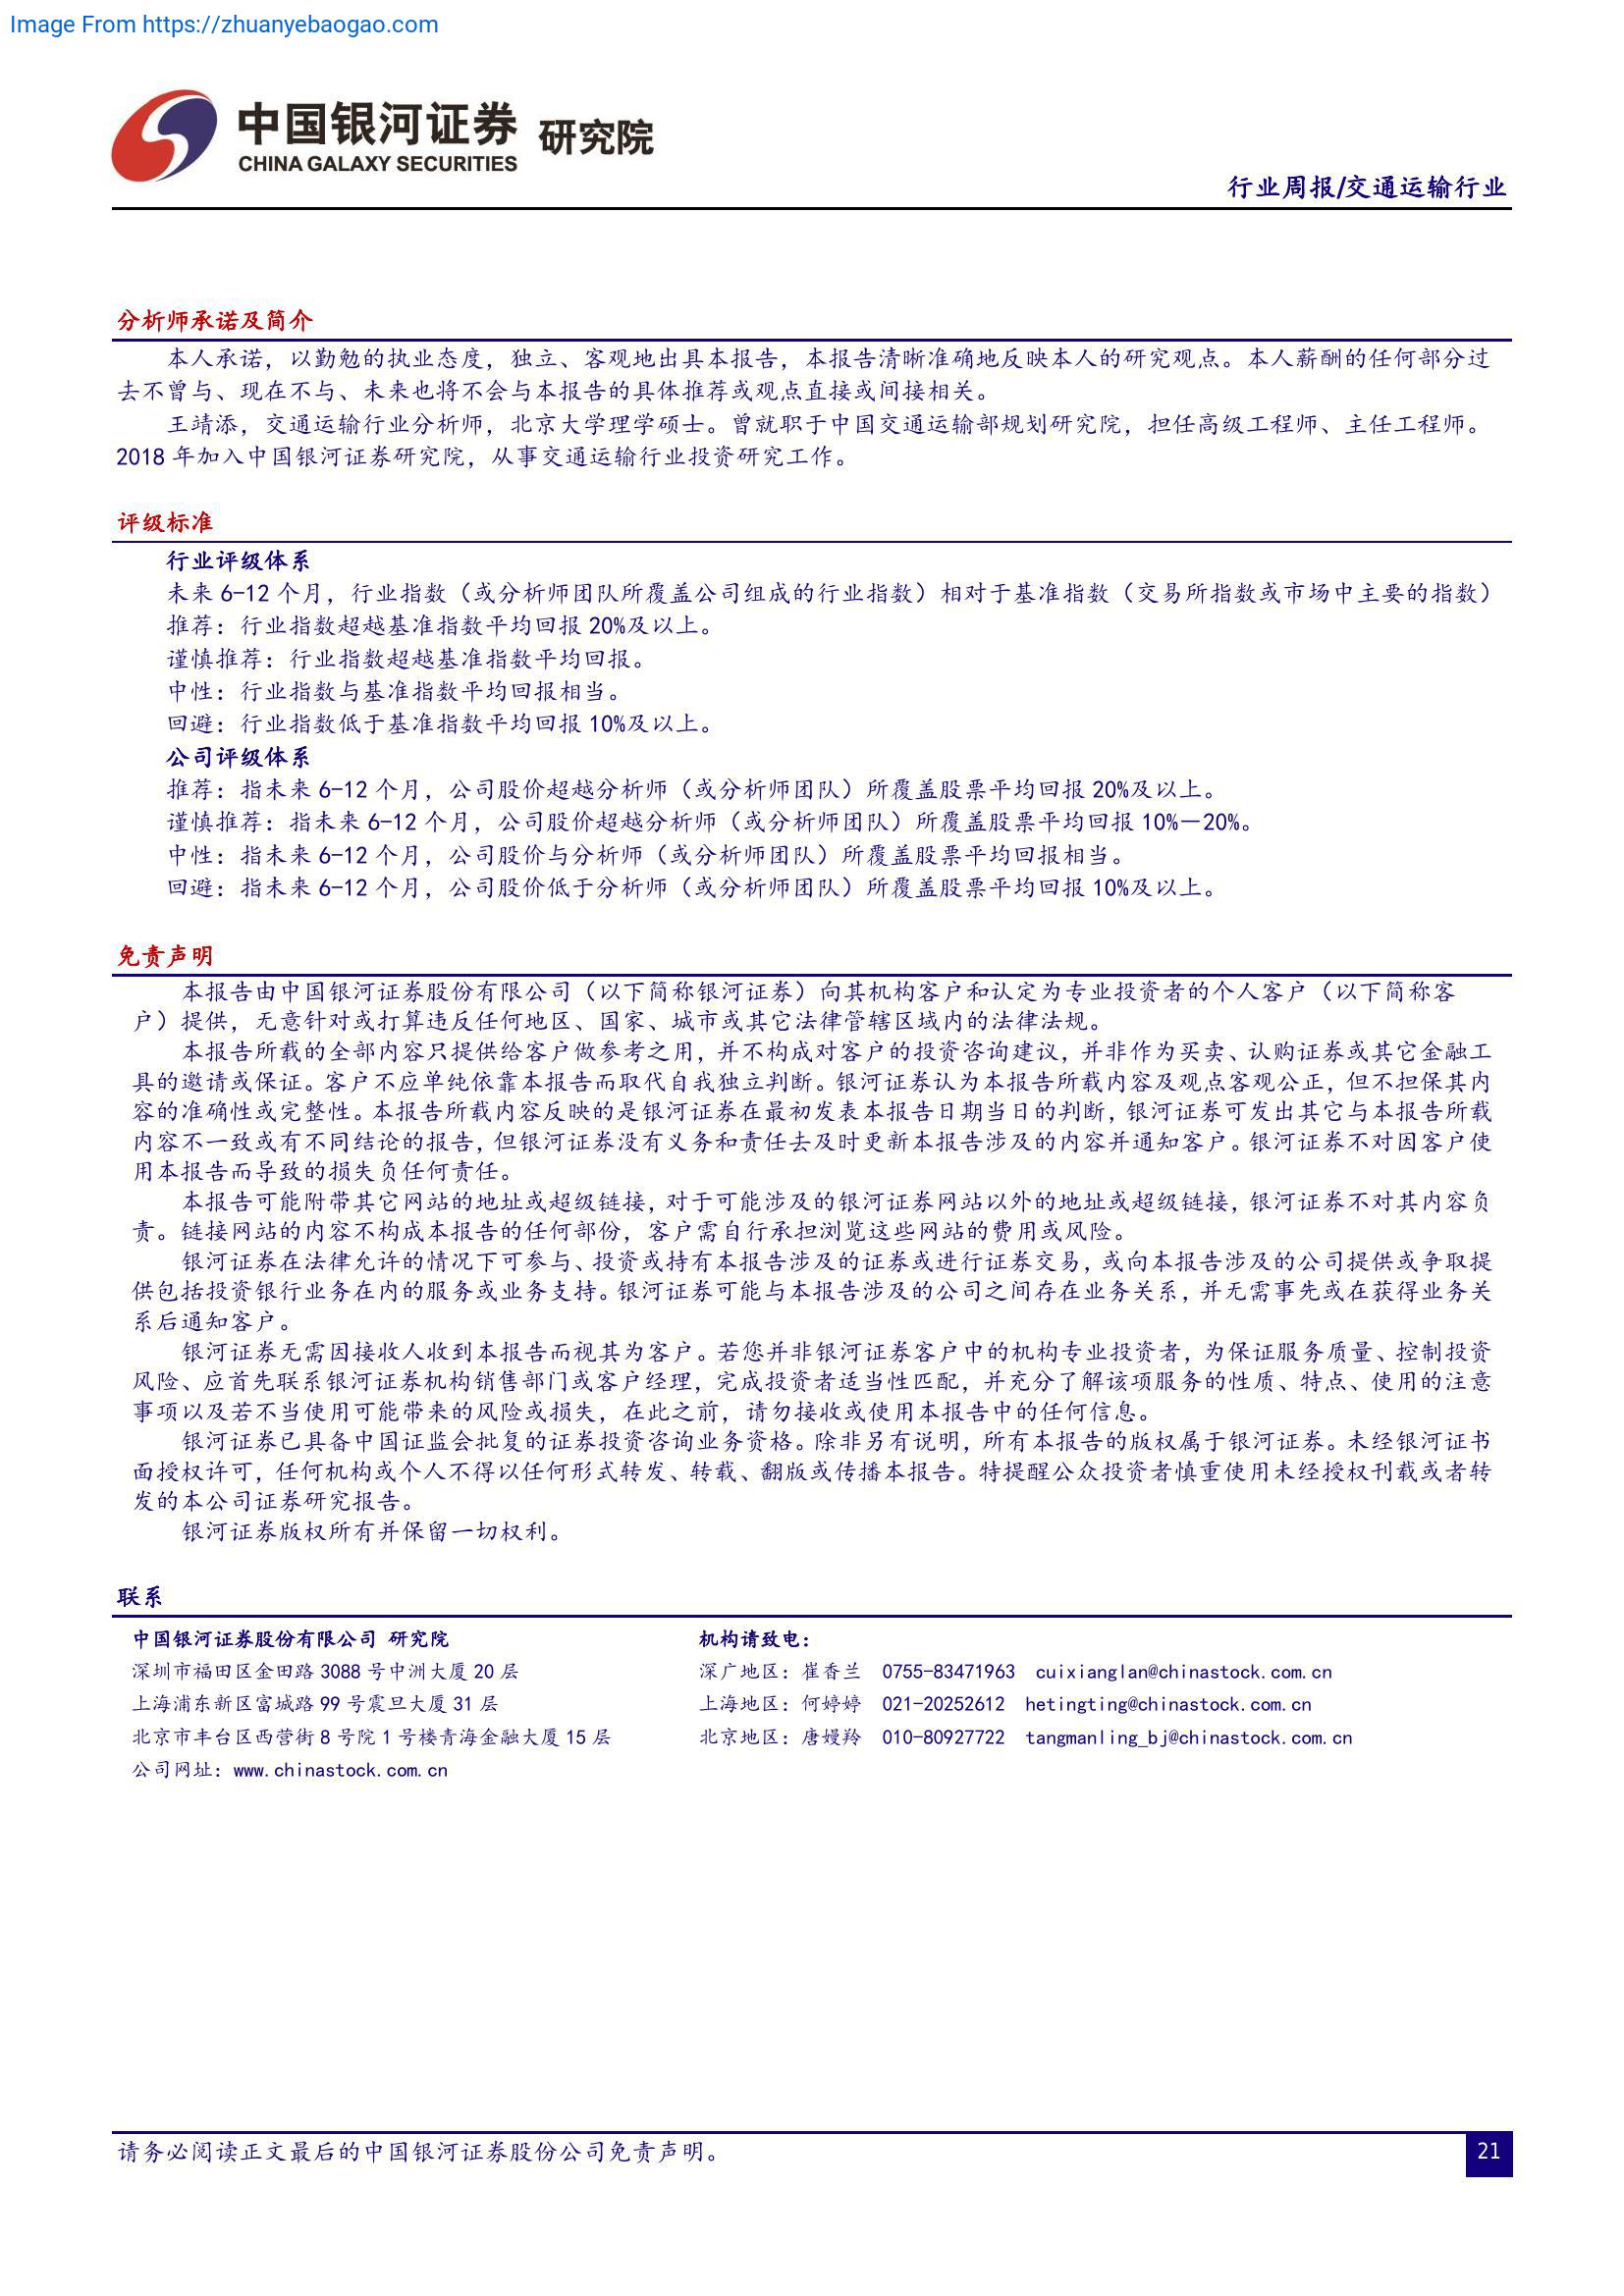 Image From https://zhuanyebaogao.com
中国银河证券 研究院
CHINA GALAXY SECURITIES
行业周报/交通运输行业
分析师承诺及简介
本人承诺，以勤勉的执业态度，独立、客观地出具本报告，本报告清晰准确地反映本人的研究观点。本人薪酬的任何部分过
去不曾与、现在不与、未来也将不会与本报告的具体推荐或观点直接或间接相关。
王靖添，交通运输行业分析师，北京大学理学硕士。曾就职于中国交通运输部规划研究院，担任高级工程师、主任工程师。
2018 年加入中国银河证券研究院，从事交通运输行业投资研究工作。
评级标准
行业评级体系
未来 6-12 个月，行业指数（或分析师团队所覆盖公司组成的行业指数）相对于基准指数（交易所指数或市场中主要的指数）
推荐：行业指数超越基准指数平均回报 20%及以上。
谨慎推荐：行业指数超越基准指数平均回报。
中性：行业指数与基准指数平均回报相当。
回避：行业指数低于基准指数平均回报 10%及以上。
公司评级体系
推荐：指未来 6-12 个月，公司股价超越分析师（或分析师团队）所覆盖股票平均回报 20%及以上。
谨慎推荐：指未来 6-12 个月，公司股价超越分析师（或分析师团队）所覆盖股票平均回报 10%－20%。
中性：指未来 6-12 个月，公司股价与分析师（或分析师团队）所覆盖股票平均回报相当。
回避：指未来 6-12 个月，公司股价低于分析师（或分析师团队）所覆盖股票平均回报 10%及以上。
免责声明
本报告由中国银河证券股份有限公司（以下简称银河证券）向其机构客户和认定为专业投资者的个人客户（以下简称客
户）提供，无意针对或打算违反任何地区、国家、城市或其它法律管辖区域内的法律法规。
本报告所载的全部内容只提供给客户做参考之用，并不构成对客户的投资咨询建议，并非作为买卖、认购证券或其它金融工
具的邀请或保证。客户不应单纯依靠本报告而取代自我独立判断。银河证券认为本报告所载内容及观点客观公正，但不担保其内
容的准确性或完整性。本报告所载内容反映的是银河证券在最初发表本报告日期当日的判断，银河证券可发出其它与本报告所载
内容不一致或有不同结论的报告，但银河证券没有义务和责任去及时更新本报告涉及的内容并通知客户。银河证券不对因客户使
用本报告而导致的损失负任何责任。
本报告可能附带其它网站的地址或超级链接，对于可能涉及的银河证券网站以外的地址或超级链接，银河证券不对其内容负
责。链接网站的内容不构成本报告的任何部份，客户需自行承担浏览这些网站的费用或风险。
银河证券在法律允许的情况下可参与、投资或持有本报告涉及的证券或进行证券交易，或向本报告涉及的公司提供或争取提
供包括投资银行业务在内的服务或业务支持。银河证券可能与本报告涉及的公司之间存在业务关系，并无需事先或在获得业务关
系后通知客户。
银河证券无需因接收人收到本报告而视其为客户。若您并非银河证券客户中的机构专业投资者，为保证服务质量、控制投资
风险、应首先联系银河证券机构销售部门或客户经理，完成投资者适当性匹配，并充分了解该项服务的性质、特点、使用的注意
事项以及若不当使用可能带来的风险或损失，在此之前，请勿接收或使用本报告中的任何信息。
银河证券已具备中国证监会批复的证券投资咨询业务资格。除非另有说明，所有本报告的版权属于银河证券。未经银河证书
面授权许可，任何机构或个人不得以任何形式转发、转载、翻版或传播本报告。特提醒公众投资者慎重使用未经授权刊载或者转
发的本公司证券研究报告。
银河证券版权所有并保留一切权利。
联系
中国银河证券股份有限公司 研究院 机构请致电：
深圳市福田区金田路 3088 号中洲大厦 20 层 深广地区：崔香兰 0755-83471963 cuixianglan@chinastock.com.cn
上海浦东新区富城路 99 号震旦大厦 31 层 上海地区：何婷婷 021-20252612 hetingting@chinastock.com.cn
北京市丰台区西营街 8 号院 1 号楼青海金融大厦 15 层 北京地区：唐嫚羚 010-80927722 tangmanling_bj@chinastock.com.cn
公司网址：www.chinastock.com.cn
请务必阅读正文最后的中国银河证券股份公司免责声明。 21